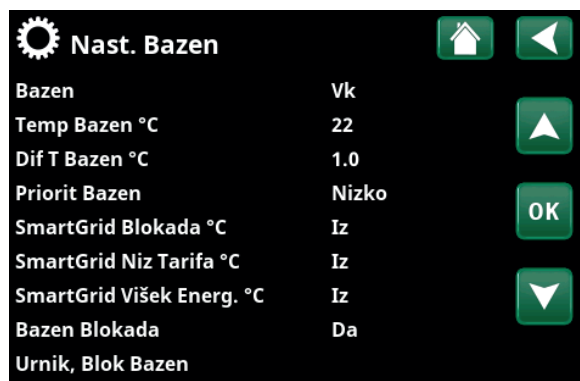 Nast. Bazen
Bazen Vk
Temp Bazen °C 22
Dif T Bazen °C 1.0
Priorit Bazen Nizko
SmartGrid Blokada °C Iz
SmartGrid Niz Tarifa °C Iz
SmartGrid Višek Energ. °C Iz
Bazen Blokada Da
Urnik, Blok Bazen
OK